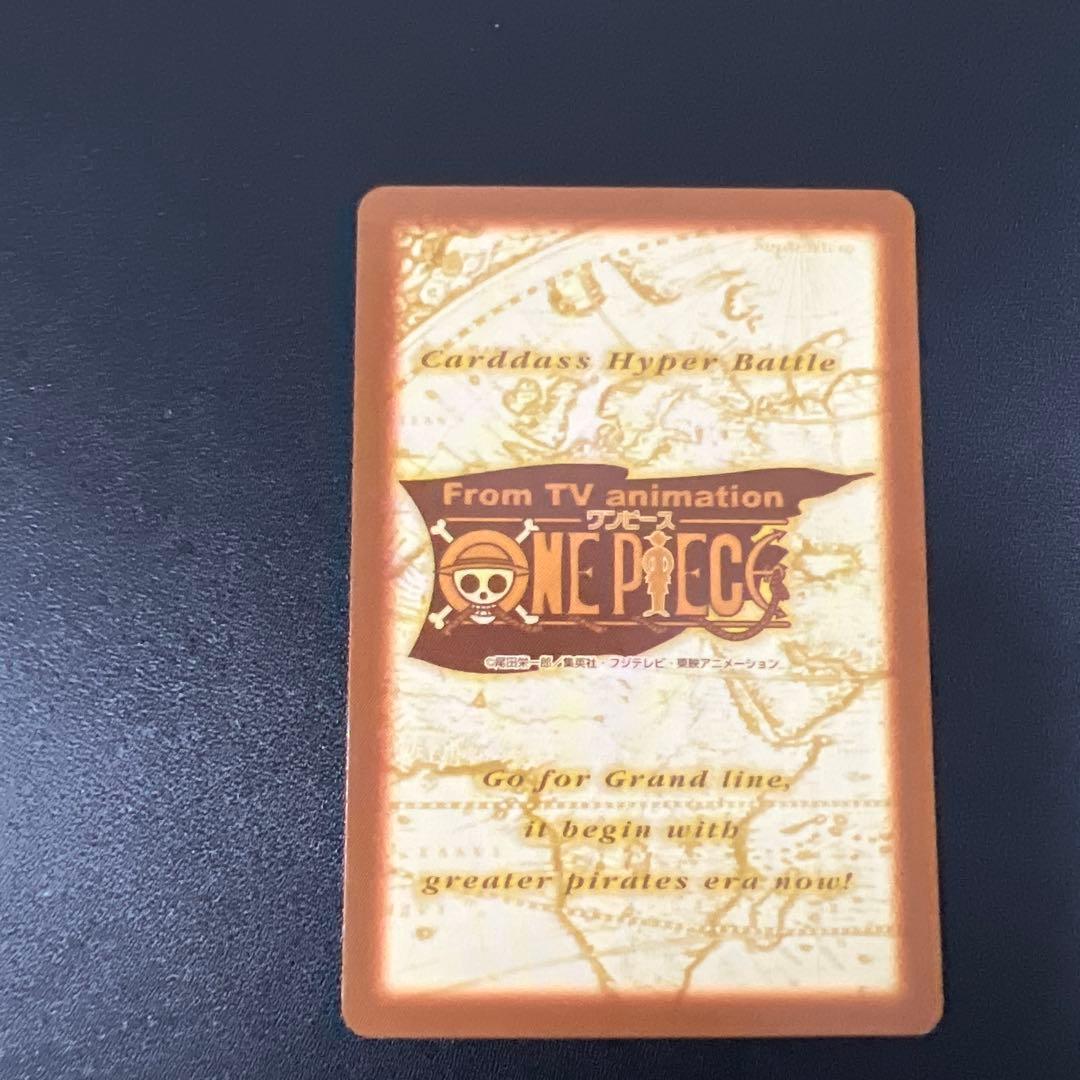 Carddass Hyper Battle
From TV animation
ワンピース
ONE PIECE
©尾田栄一郎／集英社・フジテレビ・東映アニメーション
Go for Grand line,
it begin with
greater pirates era now!